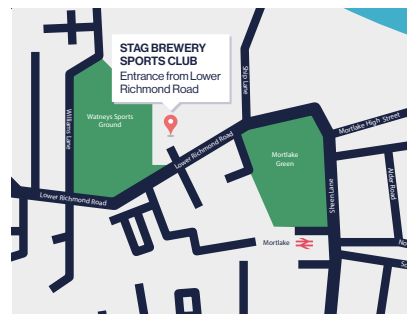 STAG BREWERY
SPORTS CLUB
Entrance from Lower
Richmond Road
Ship Lane
Williams Lane
Watneys Sports
Ground
Lower Richmond Road
Mortlake High Street
Mortlake
Green
Alder Road
Sheen Lane
Lower Richmond Road
Mortlake
No